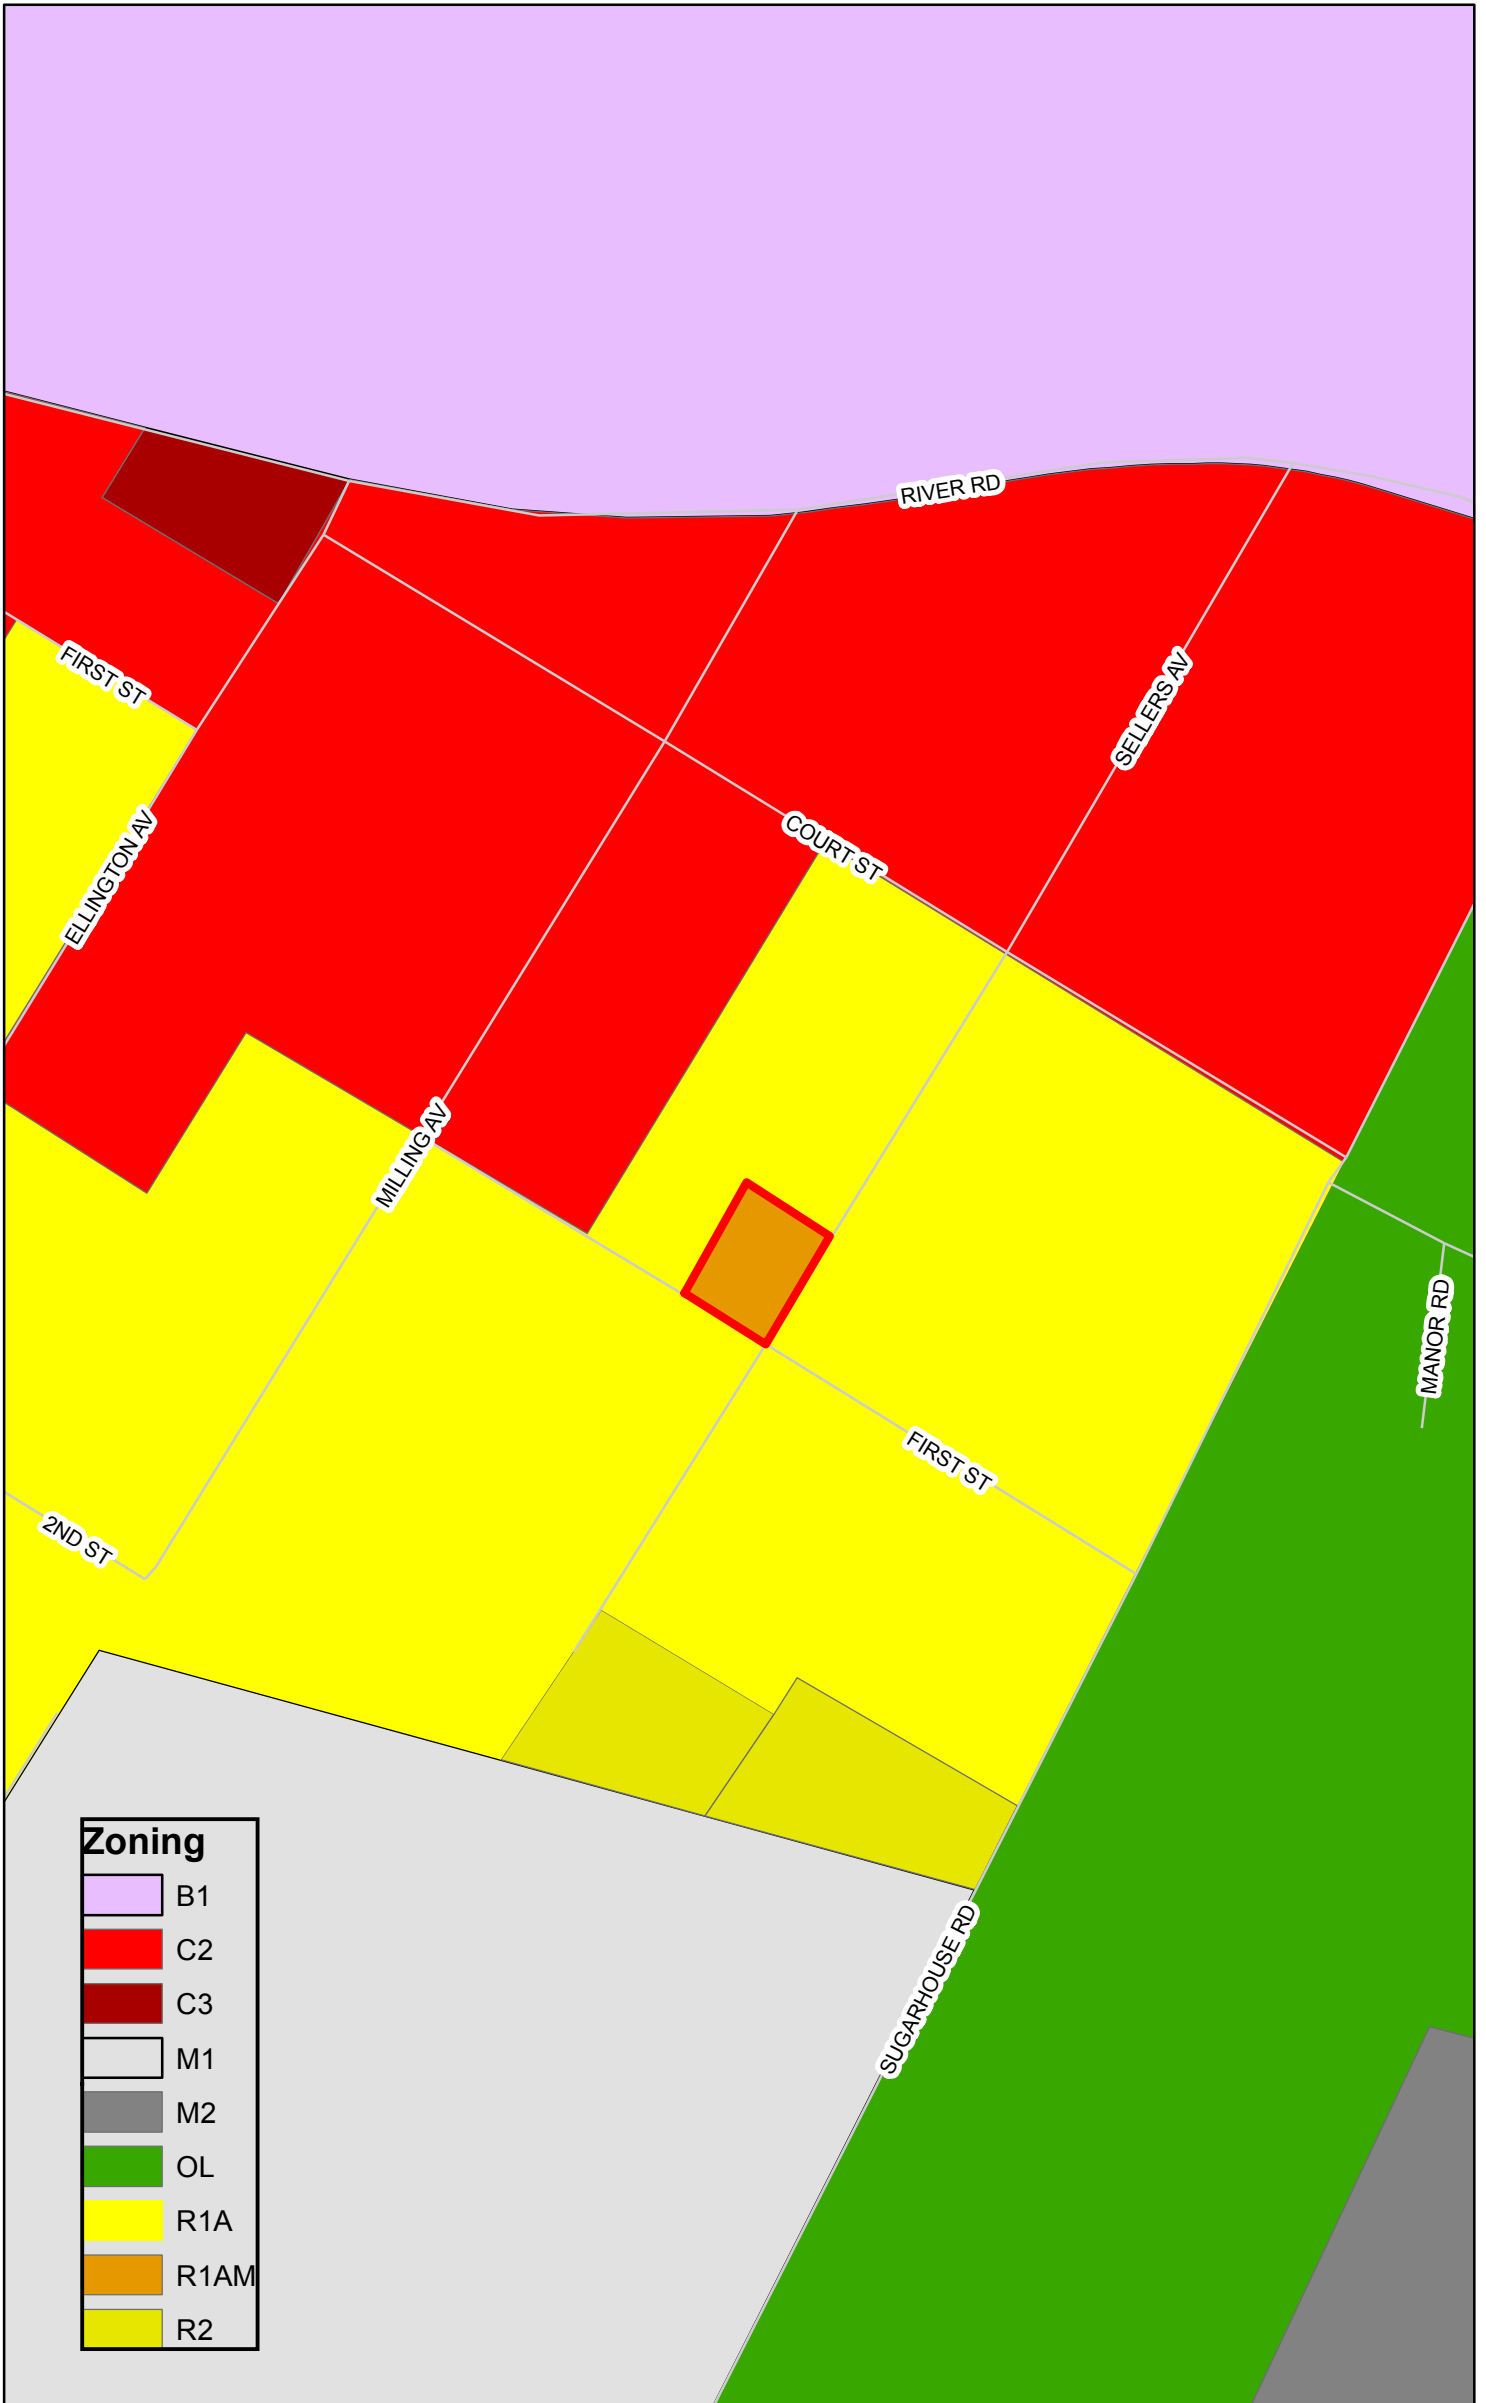 RIVER RD
FIRST ST
SELLERS AV
COURT ST
ELLINGTON AV
MILLING AV
MANOR RD
FIRST ST
2ND ST
SUGARHOUSE RD
Zoning
B1
C2
C3
M1
M2
OL
R1A
R1AM
R2